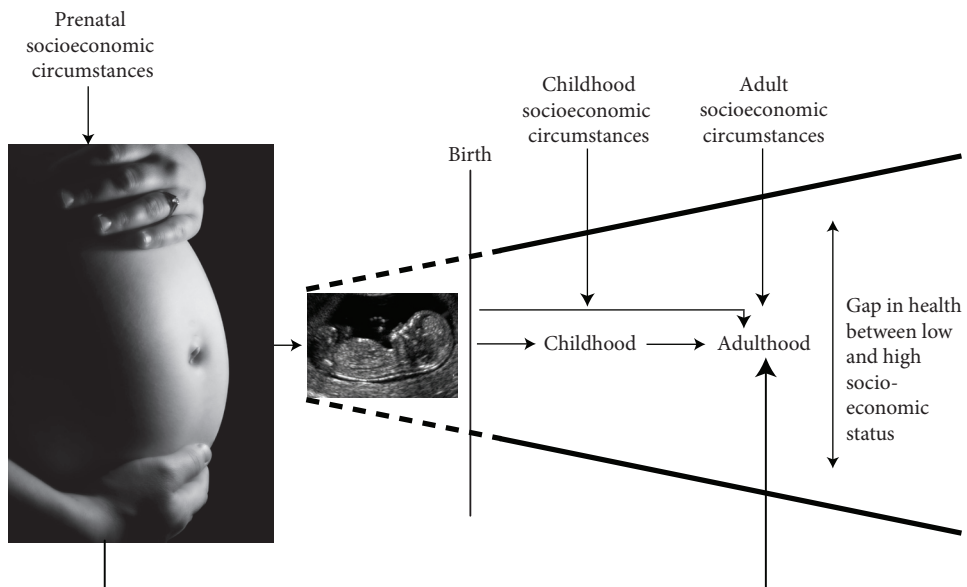 Prenatal
socioeconomic
circumstances
Birth
Childhood
socioeconomic
circumstances
Adult
socioeconomic
circumstances
Childhood
Adulthood
Gap in health
between low
and high
socio-
economic
status